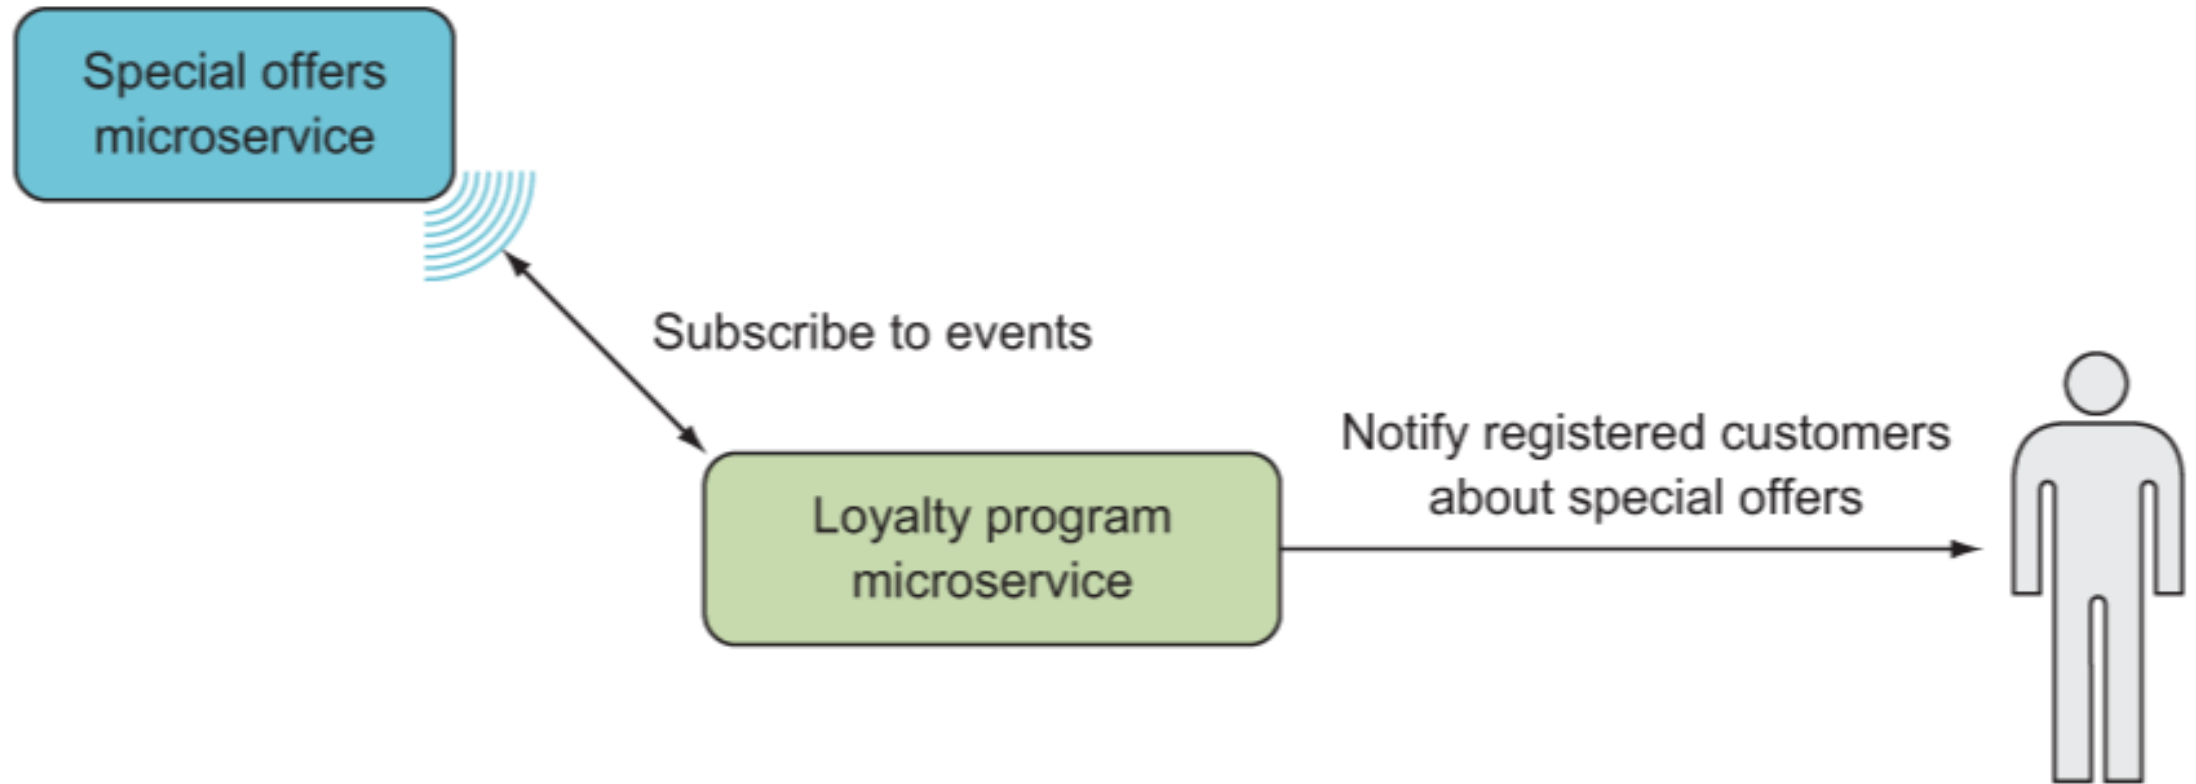 Special offers
microservice
Subscribe to events
Notify registered customers
about special offers
Loyalty program
microservice